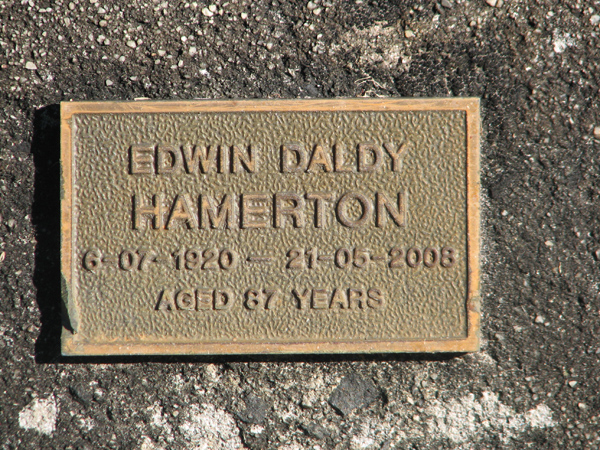 EDWIN DALDY
HAMERTON
6-07-1920 - 21-05-2008
AGED 87 YEARS